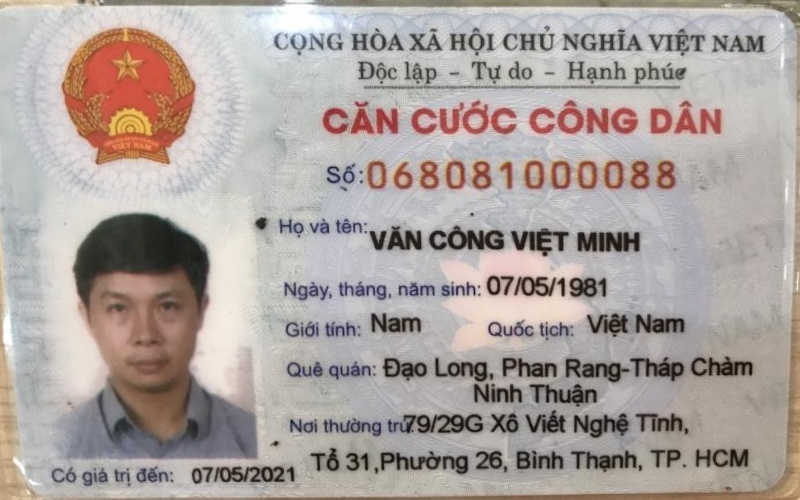 CỘNG HÒA XÃ HỘI CHỦ NGHĨA VIỆT NAM
Độc lập - Tự do - Hạnh phúc
CĂN CƯỚC CÔNG DÂN
Số: 068081000088
Họ và tên: VĂN CÔNG VIỆT MINH
Ngày, tháng, năm sinh: 07/05/1981
Giới tính: Nam Quốc tịch: Việt Nam
Quê quán: Đạo Long, Phan Rang-Tháp Chàm
Ninh Thuận
Nơi thường trú: 79/29G Xô Viết Nghệ Tĩnh,
Tổ 31,Phường 26, Bình Thạnh, TP. HCM
Có giá trị đến: 07/05/2021